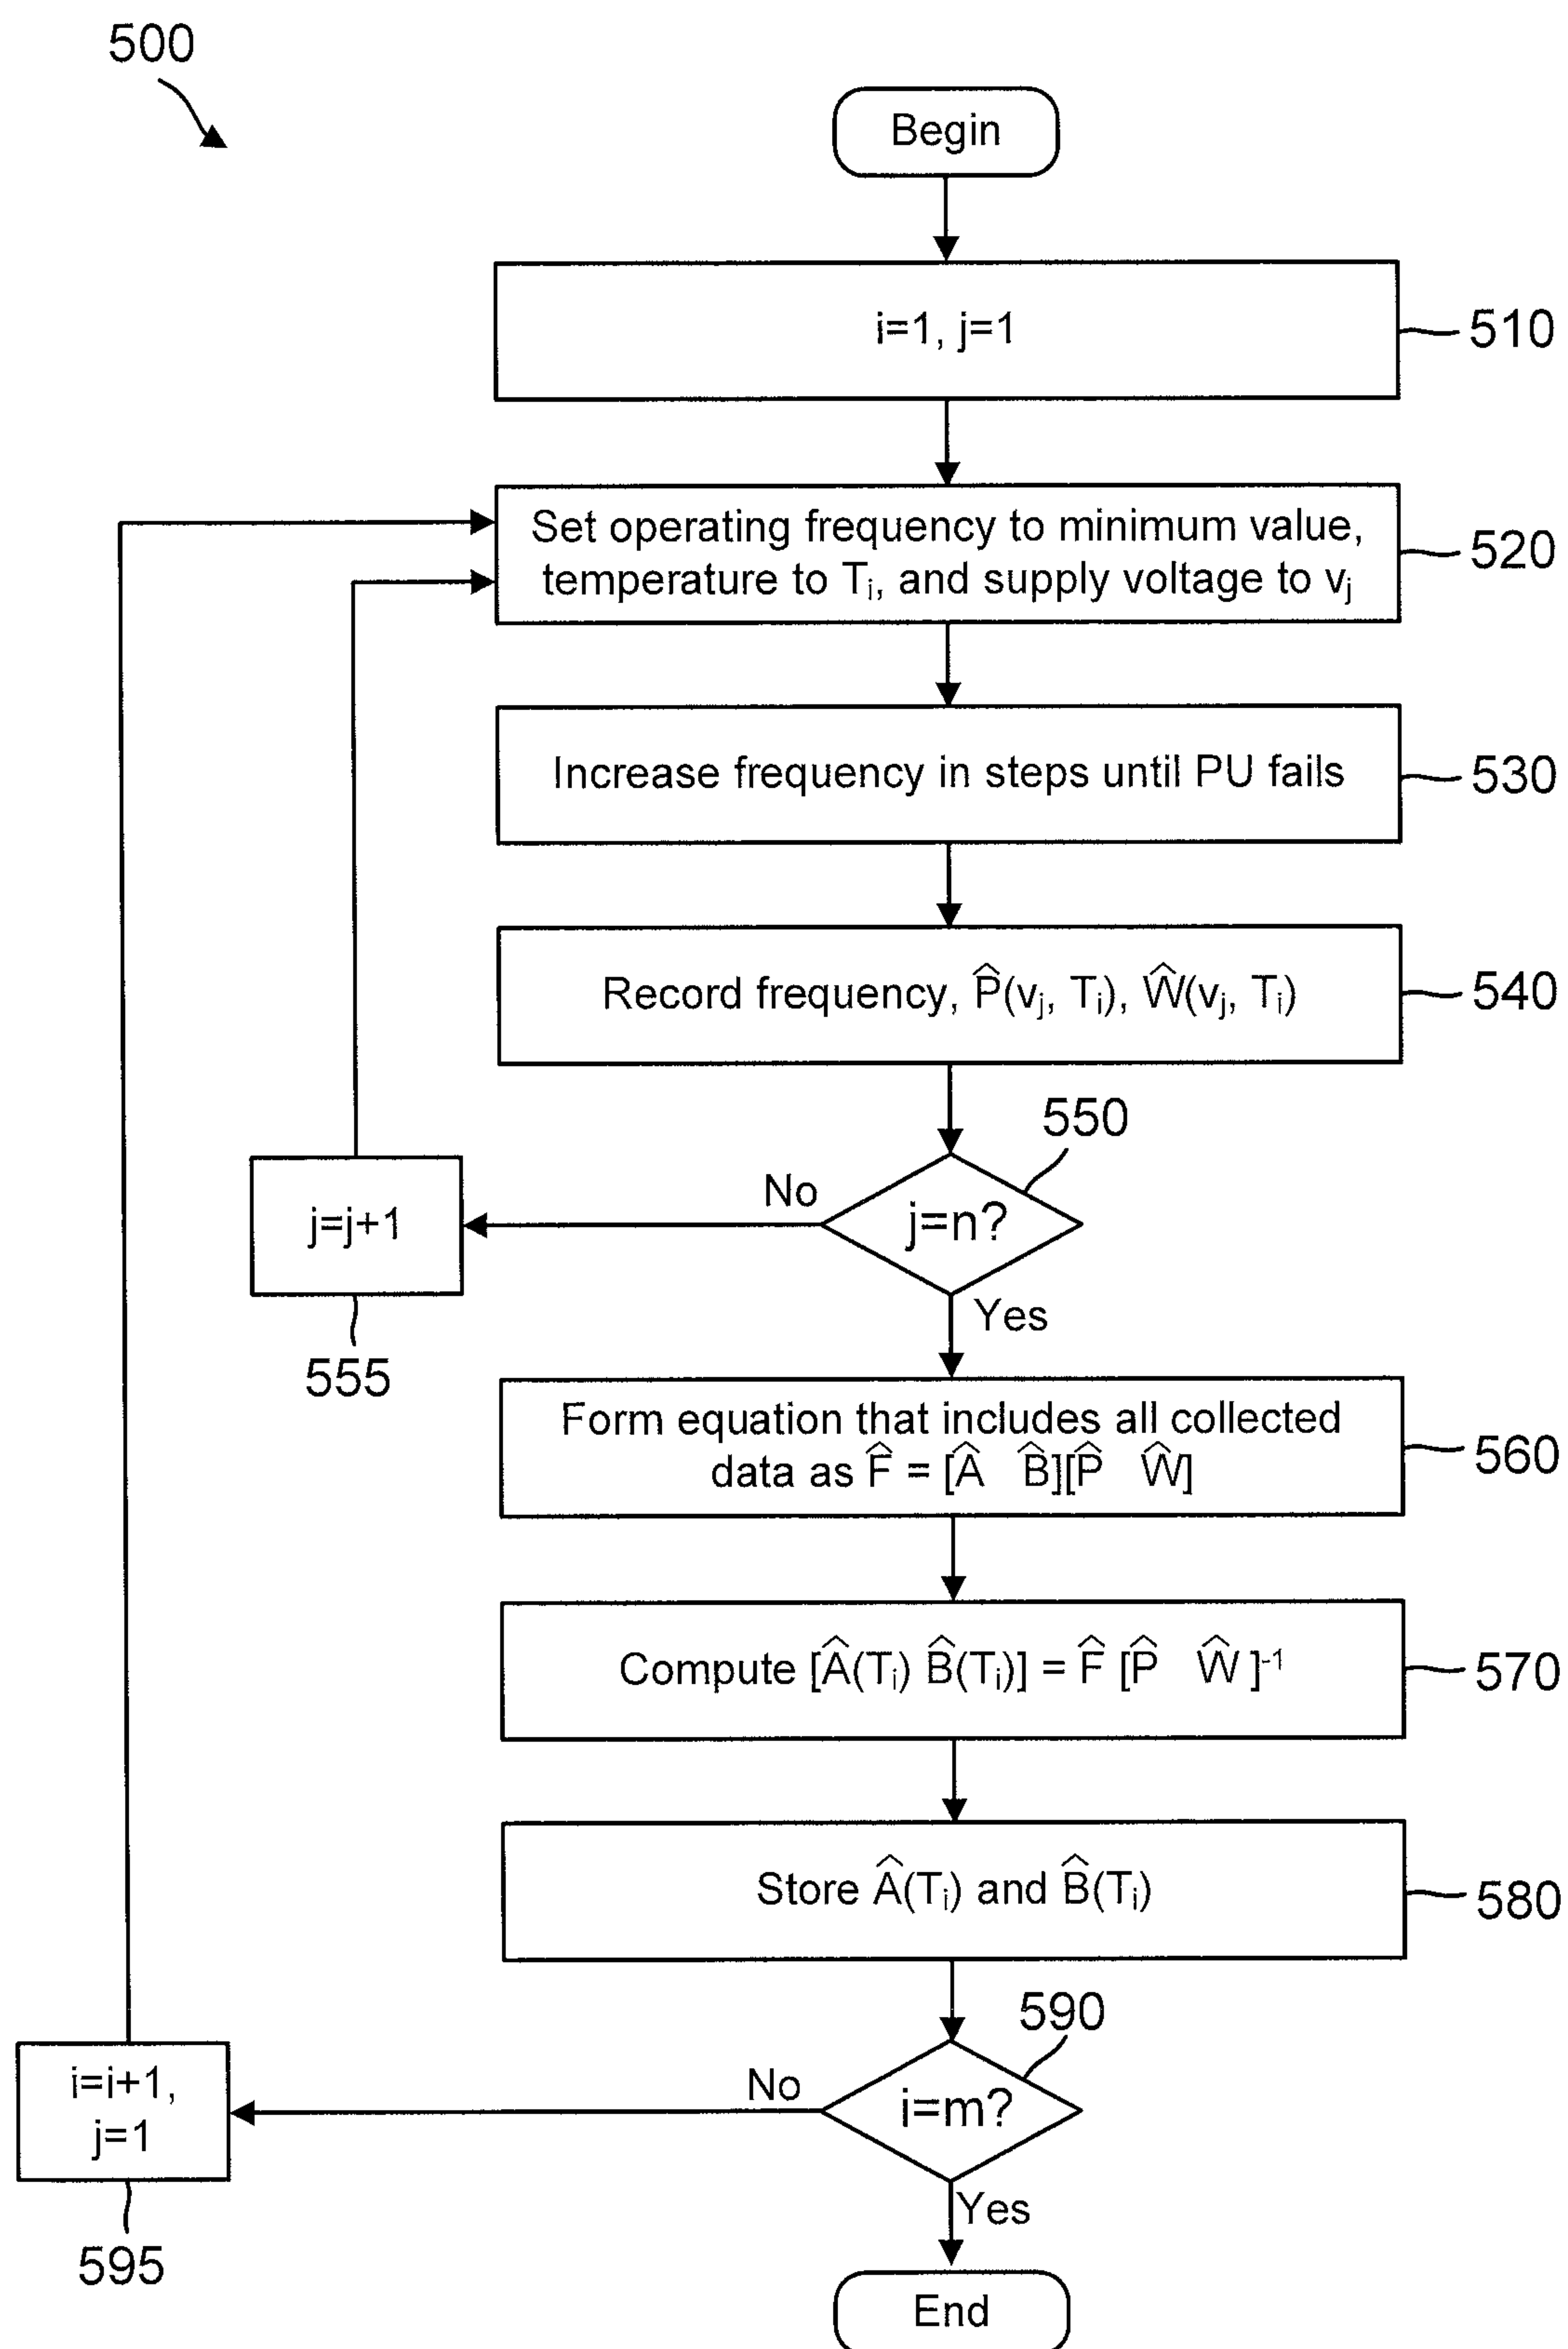 500
Begin
i=1, j=1
510
Set operating frequency to minimum value,
temperature to Tᵢ, and supply voltage to vⱼ
520
Increase frequency in steps until PU fails
530
Record frequency, P̂(vⱼ, Tᵢ), Ŵ(vⱼ, Tᵢ)
540
550
j=n?
No
j=j+1
555
Yes
Form equation that includes all collected
data as F̂ = [Â B̂][P̂ Ŵ]
560
Compute [Â(Tᵢ) B̂(Tᵢ)] = F̂ [P̂ Ŵ ]⁻¹
570
Store Â(Tᵢ) and B̂(Tᵢ)
580
590
i=m?
No
i=i+1,
j=1
595
Yes
End